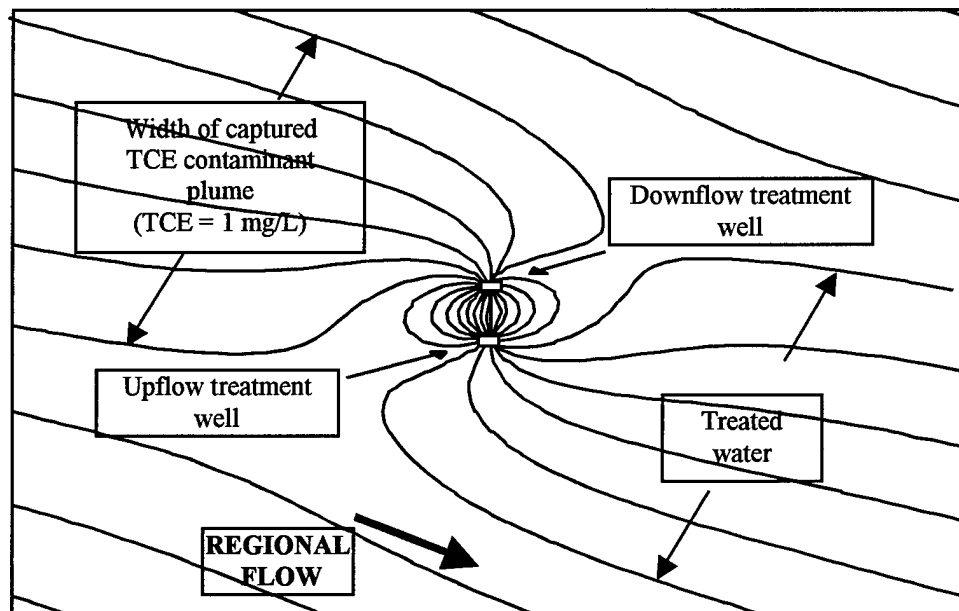 Width of captured
TCE contaminant
plume
(TCE = 1 mg/L)
Downflow treatment
well
Upflow treatment
well
Treated
water
REGIONAL
FLOW